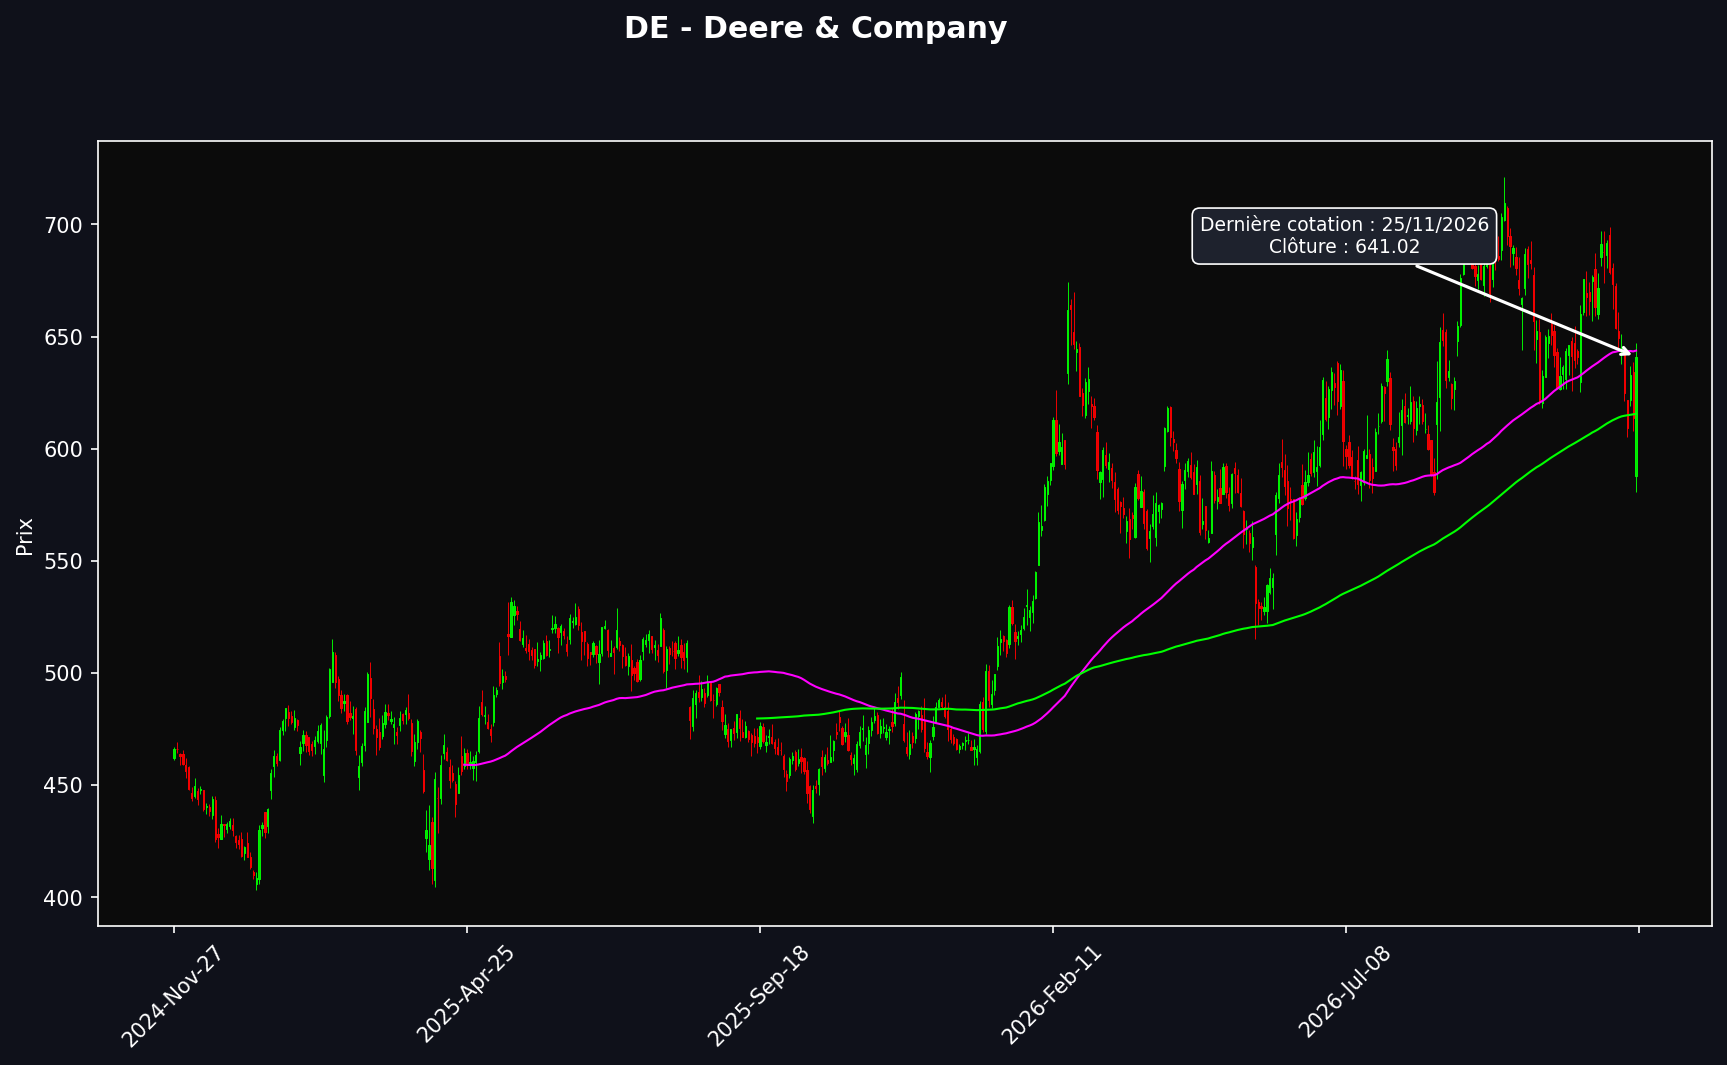 DE - Deere & Company
Dernière cotation : 25/11/2026
Clôture : 641.02
Prix
700
650
600
550
500
450
400
2024-Nov-27
2025-Apr-25
2025-Sep-18
2026-Feb-11
2026-Jul-08